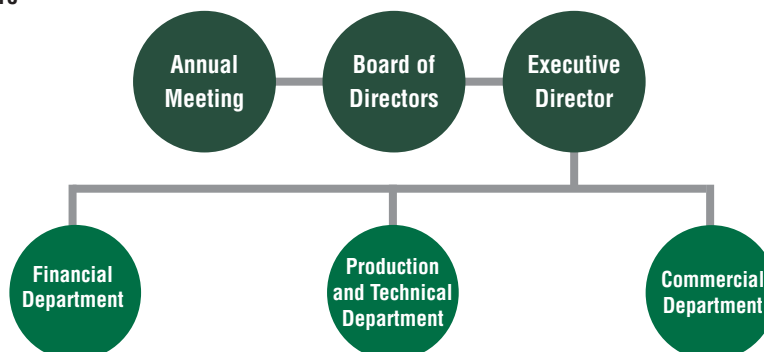 Annual
Meeting
Board of
Directors
Executive
Director
Financial
Department
Production
and Technical
Department
Commercial
Department